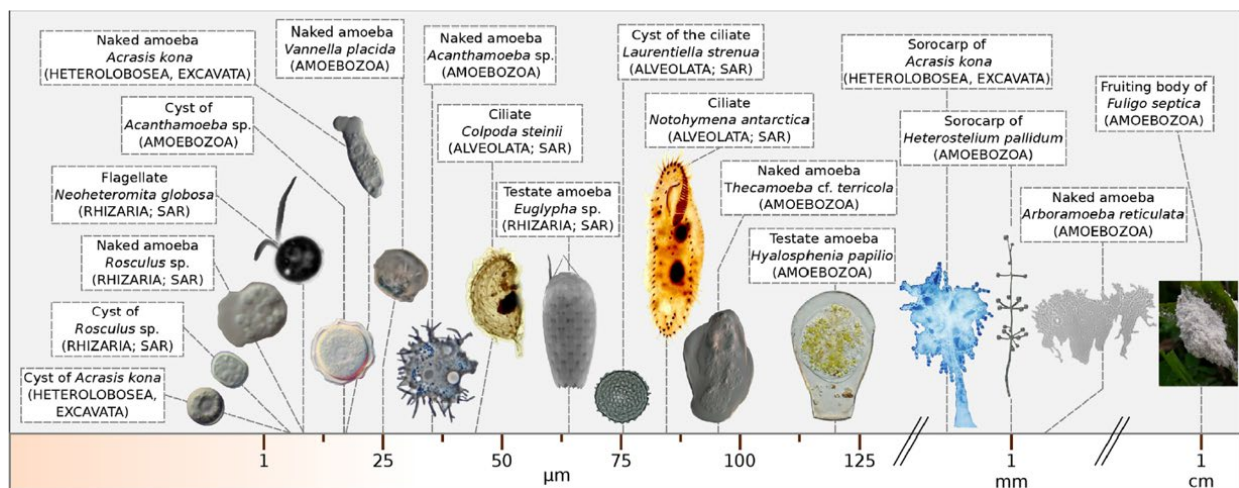 Naked amoeba
Acrasis kona
(HETEROLOBOSEA, EXCAVATA)
Cyst of
Acanthamoeba sp.
(AMOEBOZOA)
Flagellate
Neoheteromita globosa
(RHIZARIA; SAR)
Naked amoeba
Rosculus sp.
(RHIZARIA; SAR)
Cyst of
Rosculus sp.
(RHIZARIA; SAR)
Cyst of Acrasis kona
(HETEROLOBOSEA,
EXCAVATA)
Naked amoeba
Vannella placida
(AMOEBOZOA)
Naked amoeba
Acanthamoeba sp.
(AMOEBOZOA)
Ciliate
Colpoda steinii
(ALVEOLATA; SAR)
Testate amoeba
Euglypha sp.
(RHIZARIA; SAR)
Cyst of the ciliate
Laurentiella strenua
(ALVEOLATA; SAR)
Ciliate
Notohymena antarctica
(ALVEOLATA; SAR)
Naked amoeba
Thecamoeba cf. terricola
(AMOEBOZOA)
Testate amoeba
Hyalosphenia papilio
(AMOEBOZOA)
Sorocarp of
Acrasis kona
(HETEROLOBOSEA, EXCAVATA)
Sorocarp of
Heterostelium pallidum
(AMOEBOZOA)
Naked amoeba
Arboramoeba reticulata
(AMOEBOZOA)
Fruiting body of
Fuligo septica
(AMOEBOZOA)
1 25 50 75 100 125 1 1
μm mm cm